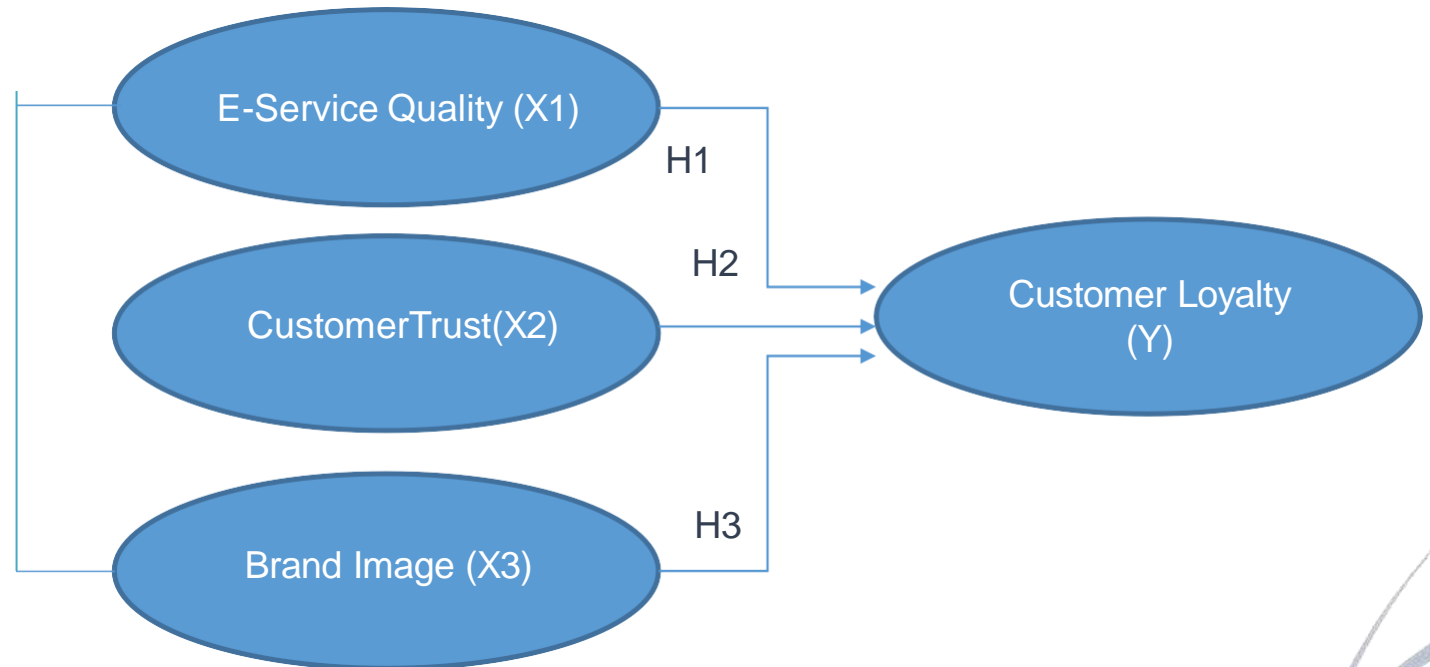 E-Service Quality (X1)
H1
H2
CustomerTrust(X2)
Customer Loyalty
(Y)
H3
Brand Image (X3)